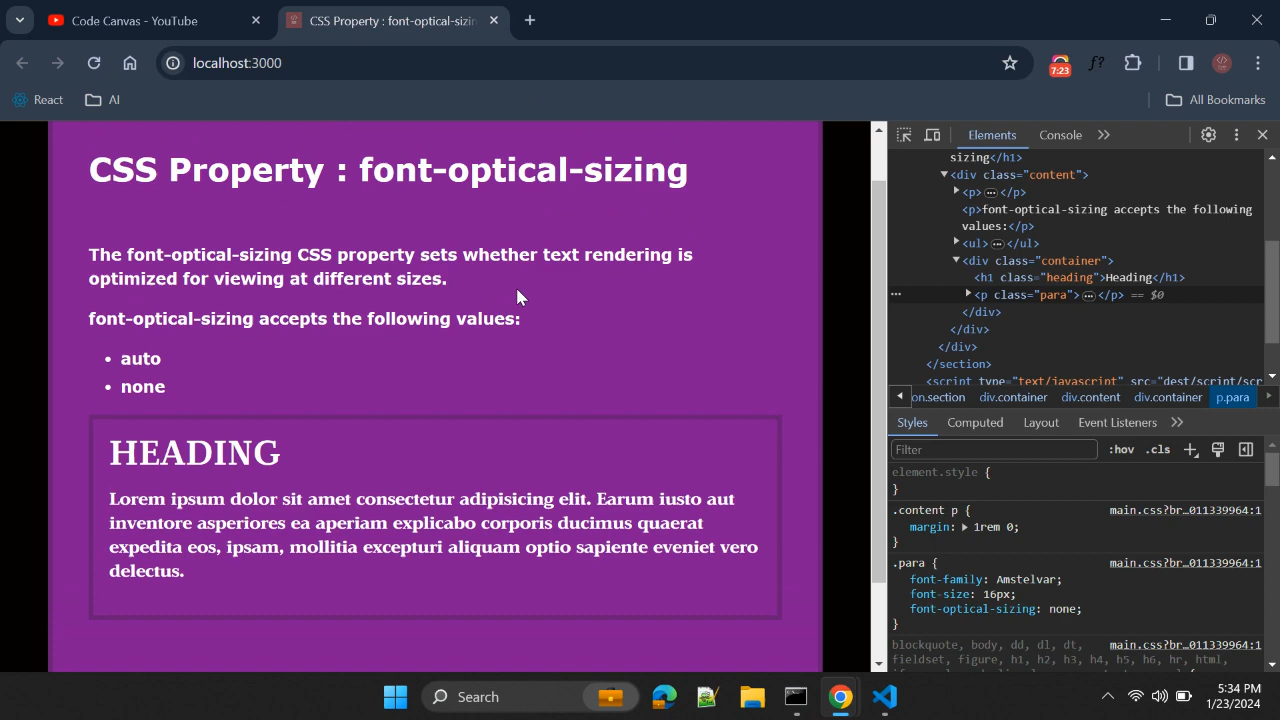 Code Canvas - YouTube
CSS Property : font-optical-sizin
localhost:3000
7:23
f?
React
AI
All Bookmarks
CSS Property : font-optical-sizing
The font-optical-sizing CSS property sets whether text rendering is
optimized for viewing at different sizes.
font-optical-sizing accepts the following values:
• auto
• none
HEADING
Lorem ipsum dolor sit amet consectetur adipisicing elit. Earum iusto aut
inventore asperiores ea aperiam explicabo corporis ducimus quaerat
expedita eos, ipsam, mollitia excepturi aliquam optio sapiente eveniet vero
delectus.
Elements
Console
sizing</h1>
<div class="content">
<p>…</p>
<p>font-optical-sizing accepts the following
values:</p>
<ul>…</ul>
<div class="container">
<h1 class="heading">Heading</h1>
<p class="para">…</p> == $0
</div>
</div>
</div>
</section>
<script type="text/javascript" src="dest/script/scr
on.section
div.container
div.content
div.container
p.para
Styles
Computed
Layout
Event Listeners
Filter
:hov
.cls
element.style {
}
.content p {
main.css?br…011339964:1
margin: 1rem 0;
}
.para {
main.css?br…011339964:1
font-family: Amstelvar;
font-size: 16px;
font-optical-sizing: none;
}
blockquote, body, dd, dl, dt,
main.css?br…011339964:1
fieldset, figure, h1, h2, h3, h4, h5, h6, hr, html,
Search
5:34 PM
1/23/2024